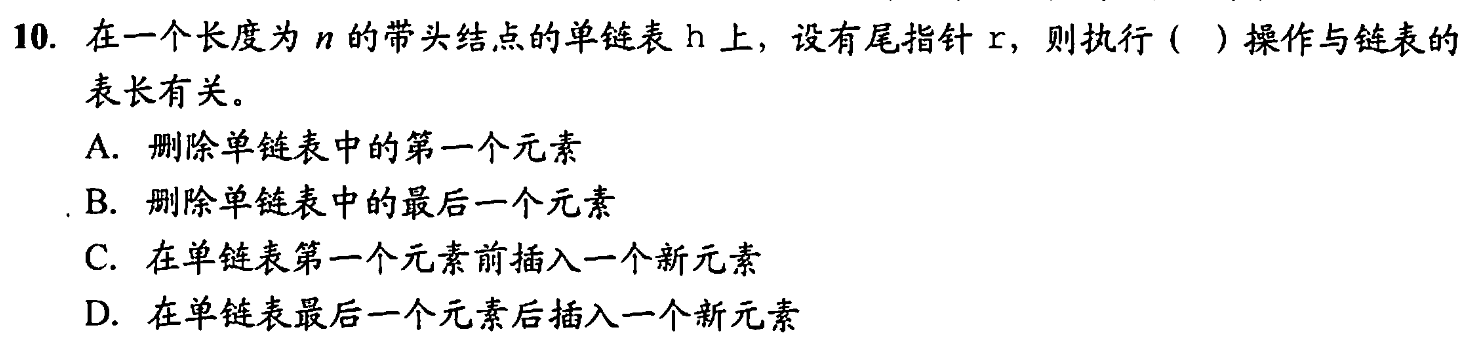 10. 在一个长度为 n 的带头结点的单链表 h 上，设有尾指针 r，则执行（ ）操作与链表的
表长有关。
A. 删除单链表中的第一个元素
B. 删除单链表中的最后一个元素
C. 在单链表第一个元素前插入一个新元素
D. 在单链表最后一个元素后插入一个新元素